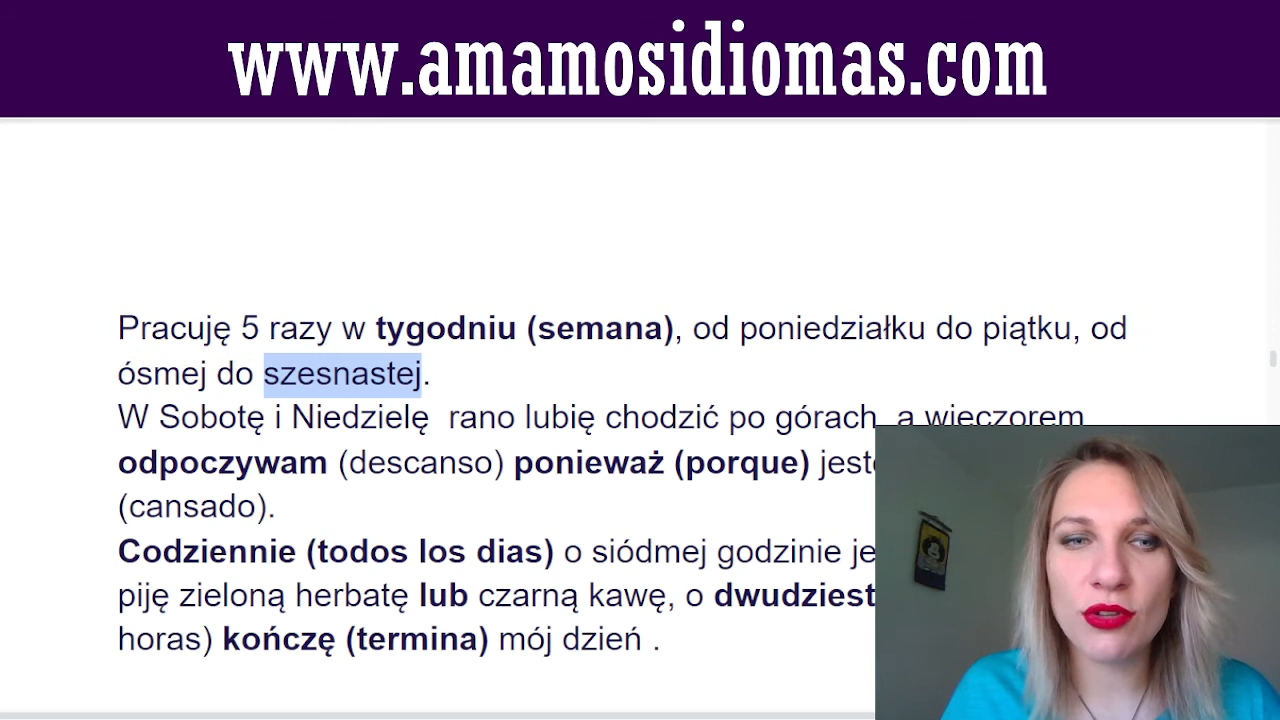 www.amamosidiomas.com
Pracuję 5 razy w tygodniu (semana), od poniedziałku do piątku, od
ósmej do szesnastej.
W Sobotę i Niedzielę rano lubię chodzić po górach, a wieczorem
odpoczywam (descanso) ponieważ (porque)
(cansado).
Codziennie (todos los dias) o siódmej godzinie
piję zieloną herbatę lub czarną kawę, o
horas) kończę (termina) mój dzień .